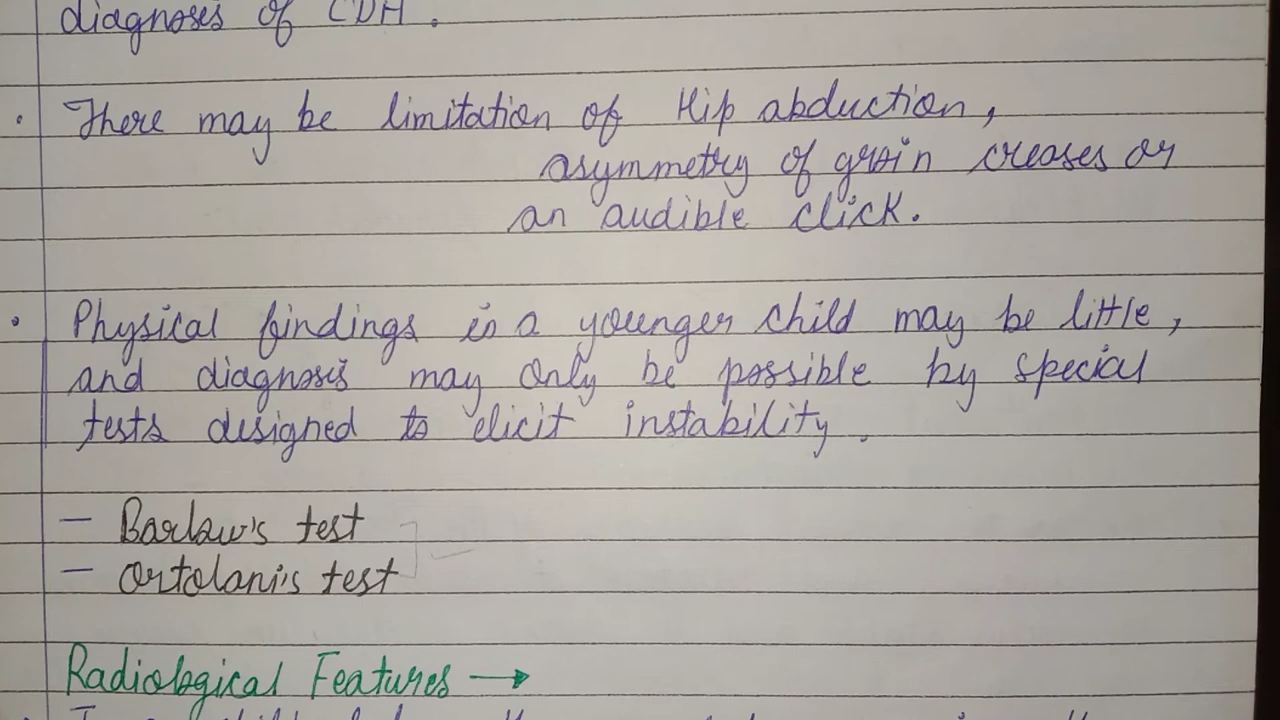 diagnoses of CDH.
• There may be limitation of Hip abduction,
asymmetry of groin creases or
an audible click.
• Physical findings in a younger child may be little,
and diagnosis may only be possible by special
tests designed to elicit instability.
– Barlow's test
– Ortolani's test
Radiological Features →